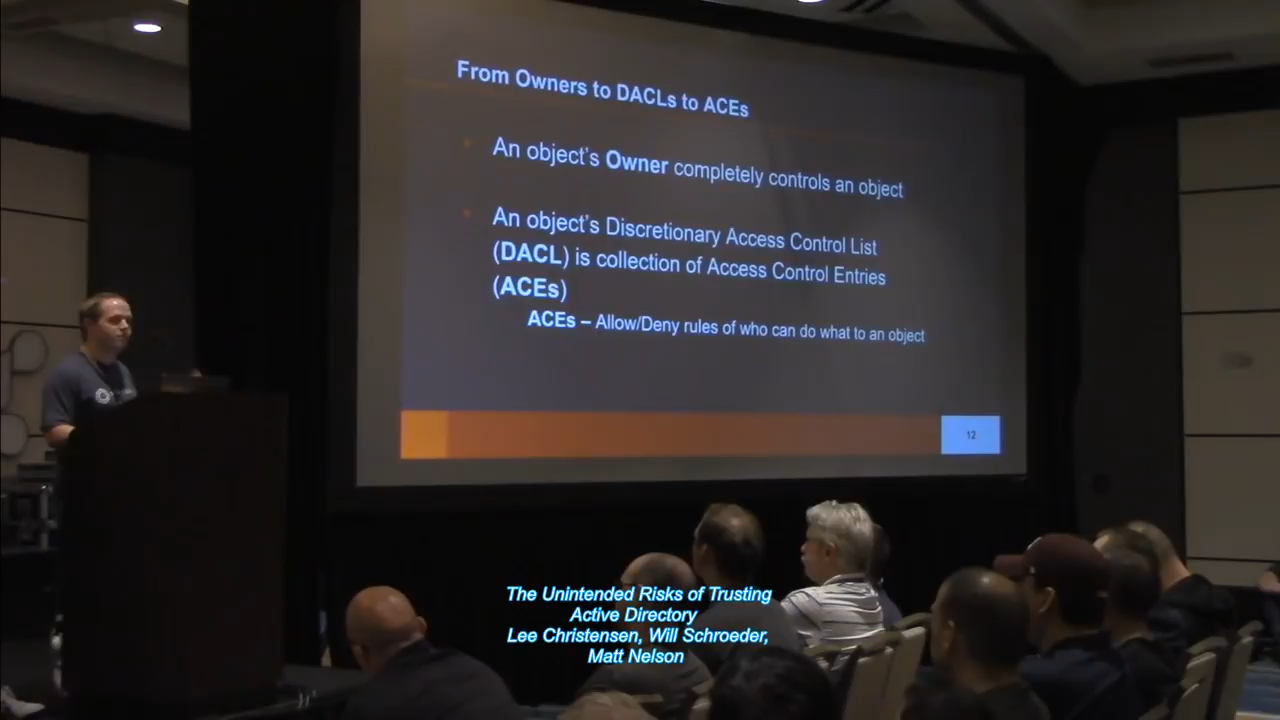 From Owners to DACLs to ACEs
An object's Owner completely controls an object
An object's Discretionary Access Control List
(DACL) is collection of Access Control Entries
(ACEs)
ACEs – Allow/Deny rules of who can do what to an object
12
The Unintended Risks of Trusting
Active Directory
Lee Christensen, Will Schroeder,
Matt Nelson